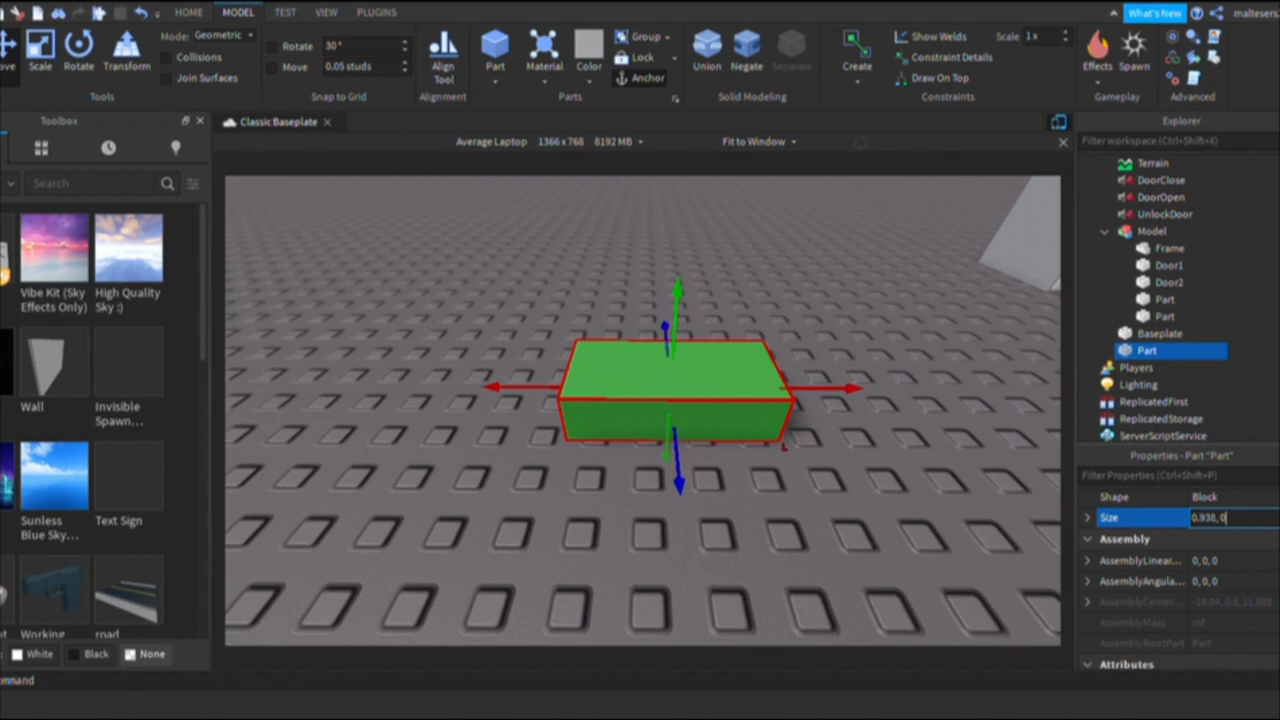 HOME MODEL TEST VIEW PLUGINS What's New
Mode: Geometric
Collisions
Join Surfaces
Scale Rotate Transform
Tools
Rotate 30°
Move 0.05 studs
Snap to Grid
Align
Tool
Alignment
Part Material Color
Group
Lock
Anchor
Parts
Union Negate Separate
Solid Modeling
Create
Show Welds Scale 1x
Constraint Details
Draw On Top
Constraints
Effects Spawn
Gameplay
Advanced
Toolbox
Search
Vibe Kit (Sky
Effects Only)
High Quality
Sky :)
Wall
Invisible
Spawn...
Sunless
Blue Sky...
Text Sign
Working
road
White Black None
Classic Baseplate
Average Laptop 1366 x 768 8192 MB Fit to Window
Explorer
Filter workspace (Ctrl+Shift+X)
Terrain
DoorClose
DoorOpen
UnlockDoor
Model
Frame
Door1
Door2
Part
Part
Baseplate
Part
Players
Lighting
ReplicatedFirst
ReplicatedStorage
ServerScriptService
Properties - Part "Part"
Filter Properties (Ctrl+Shift+P)
Shape Block
Size 0.938, 0
Assembly
AssemblyLinear... 0, 0, 0
AssemblyAngula... 0, 0, 0
AssemblyCenter...
AssemblyMass inf
AssemblyRootPart Part
Attributes